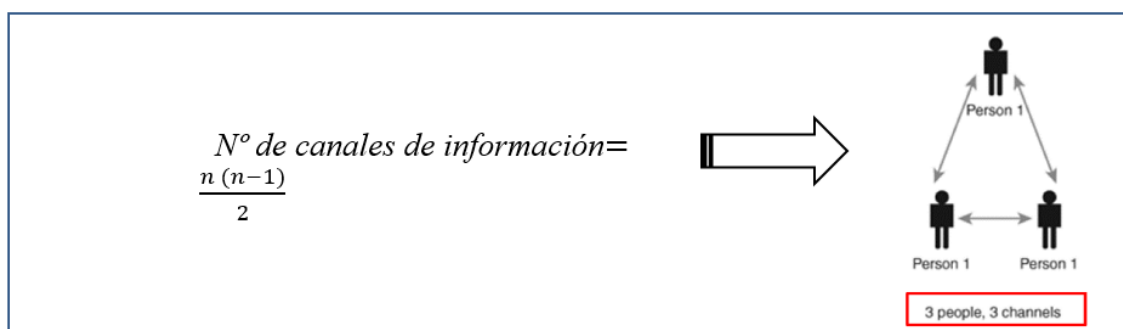 Nº de canales de información=
n (n−1)
2
Person 1
Person 1
Person 1
3 people, 3 channels